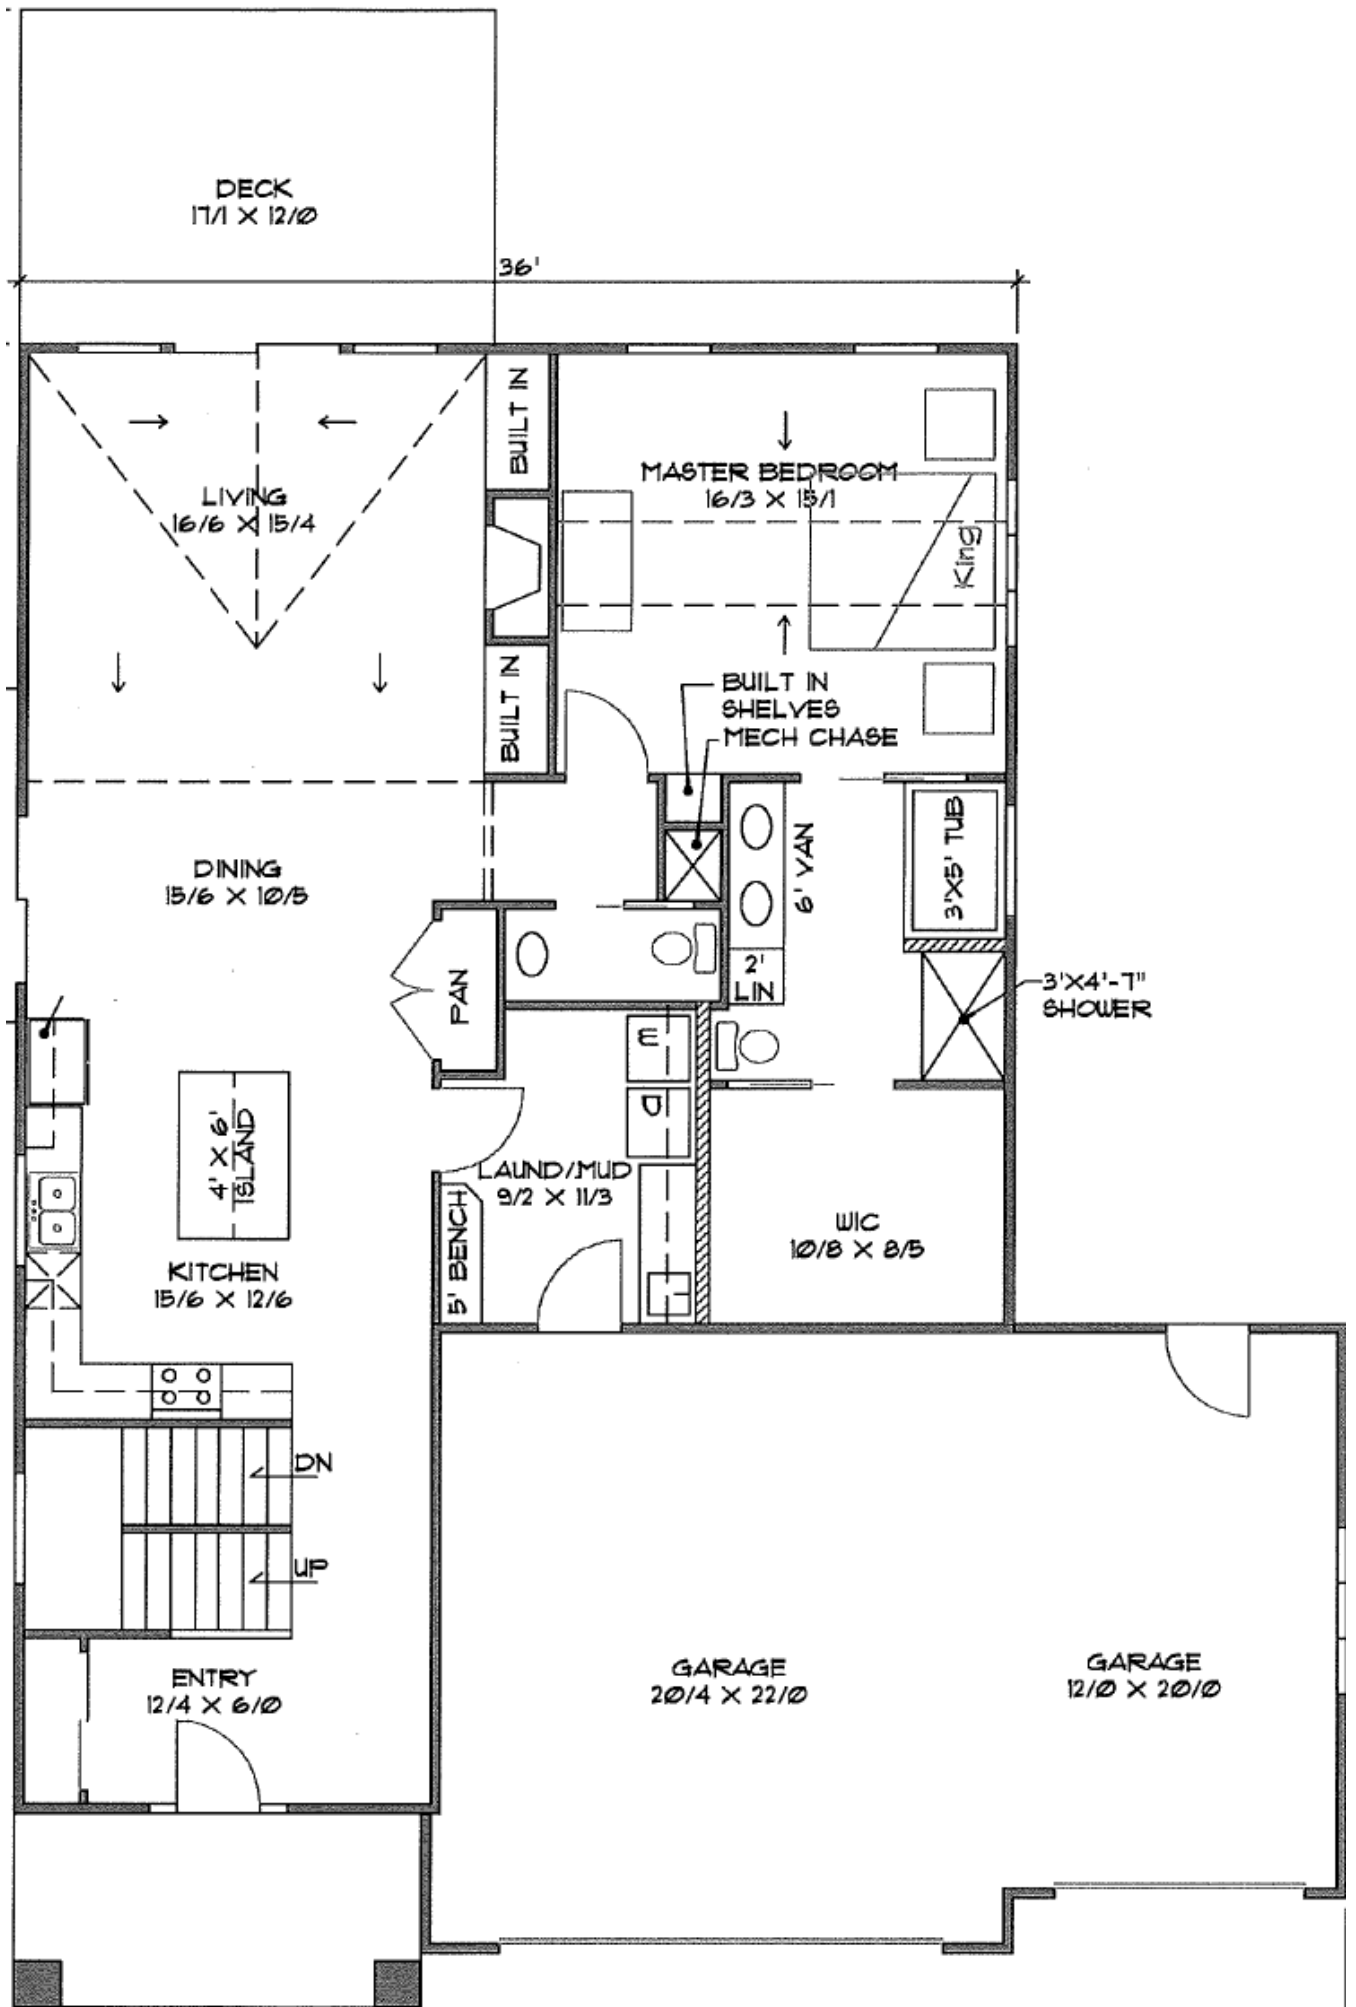 DECK
17/1 X 12/0
36'
BUILT IN
MASTER BEDROOM
16/3 X 15/1
LIVING
16/6 X 15/4
King
BUILT IN
BUILT IN
SHELVES
MECH CHASE
DINING
15/6 X 10/5
6' VAN
3'X5' TUB
PAN
2'
LIN
3'X4'-7"
SHOWER
4' X 6'
ISLAND
LAUND/MUD
9/2 X 11/3
5' BENCH
WIC
10/8 X 8/5
KITCHEN
15/6 X 12/6
DN
UP
ENTRY
12/4 X 6/0
GARAGE
20/4 X 22/0
GARAGE
12/0 X 20/0